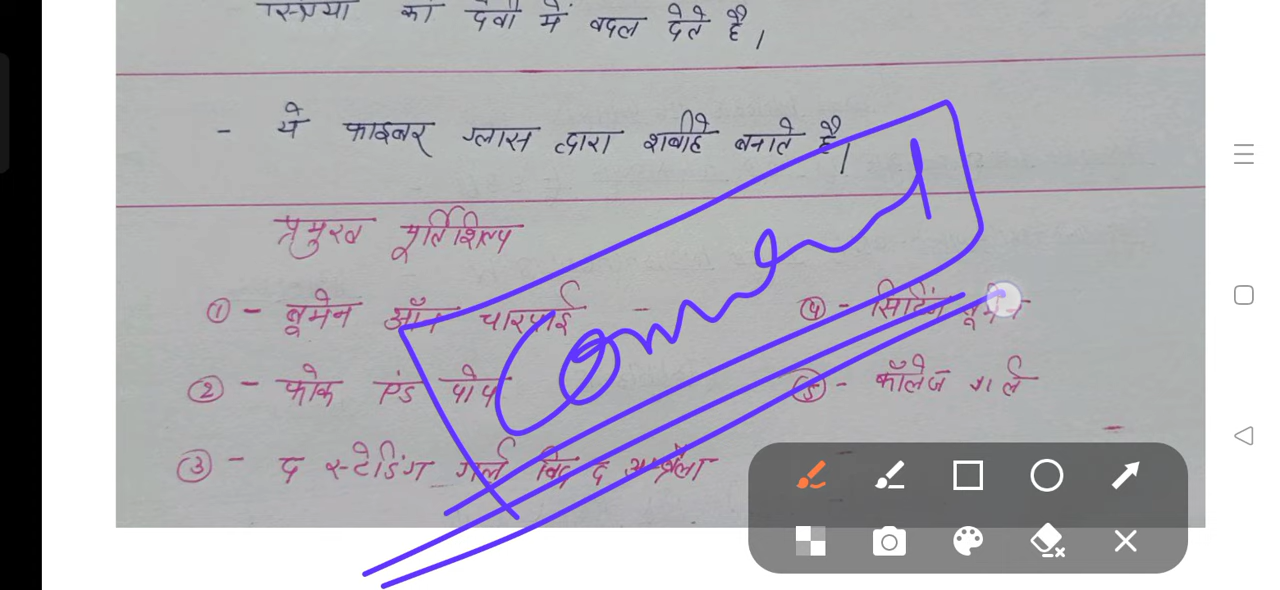 को देवी में बदल देते है।
- ये फाइबर ग्लास द्वारा शबीहे बनाते है।
प्रमुख मूर्तिशिल्प
① - वूमेन ऑन चारपाई -
② - फोक एंड पोप
③ - द स्टेडिंग गर्ल विद द अम्ब्रेला
④ - सिटिंग वूमेन
⑤ - कॉलेज गर्ल
Comment